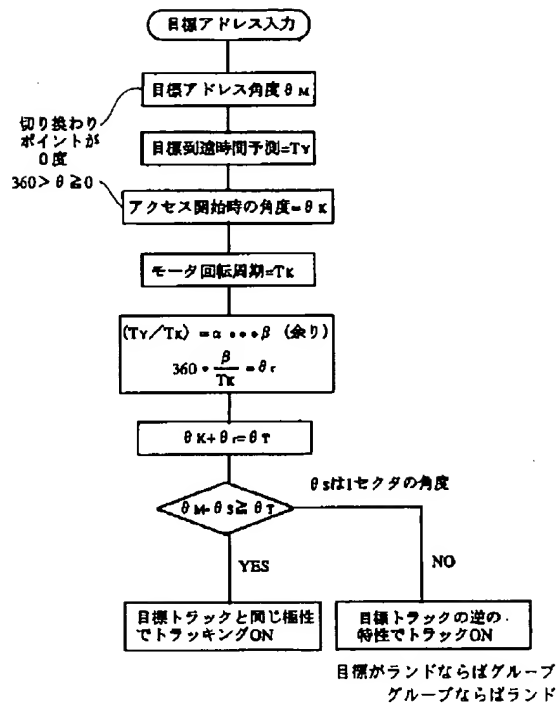 目標アドレス入力
目標アドレス角度θM
切り換わり
ポイントが
0度
360>θ≧0
目標到達時間予測=TY
アクセス開始時の角度=θK
モータ回転周期=TK
(TY/TK)=α・・・β (余り)
360・β/TK=θr
θK+θr=θT
θSは1セクタの角度
θM-θS≧θT
YES
NO
目標トラックと同じ極性
でトラッキングON
目標トラックの逆の
特性でトラックON
目標がランドならばグルーブ
グルーブならばランド